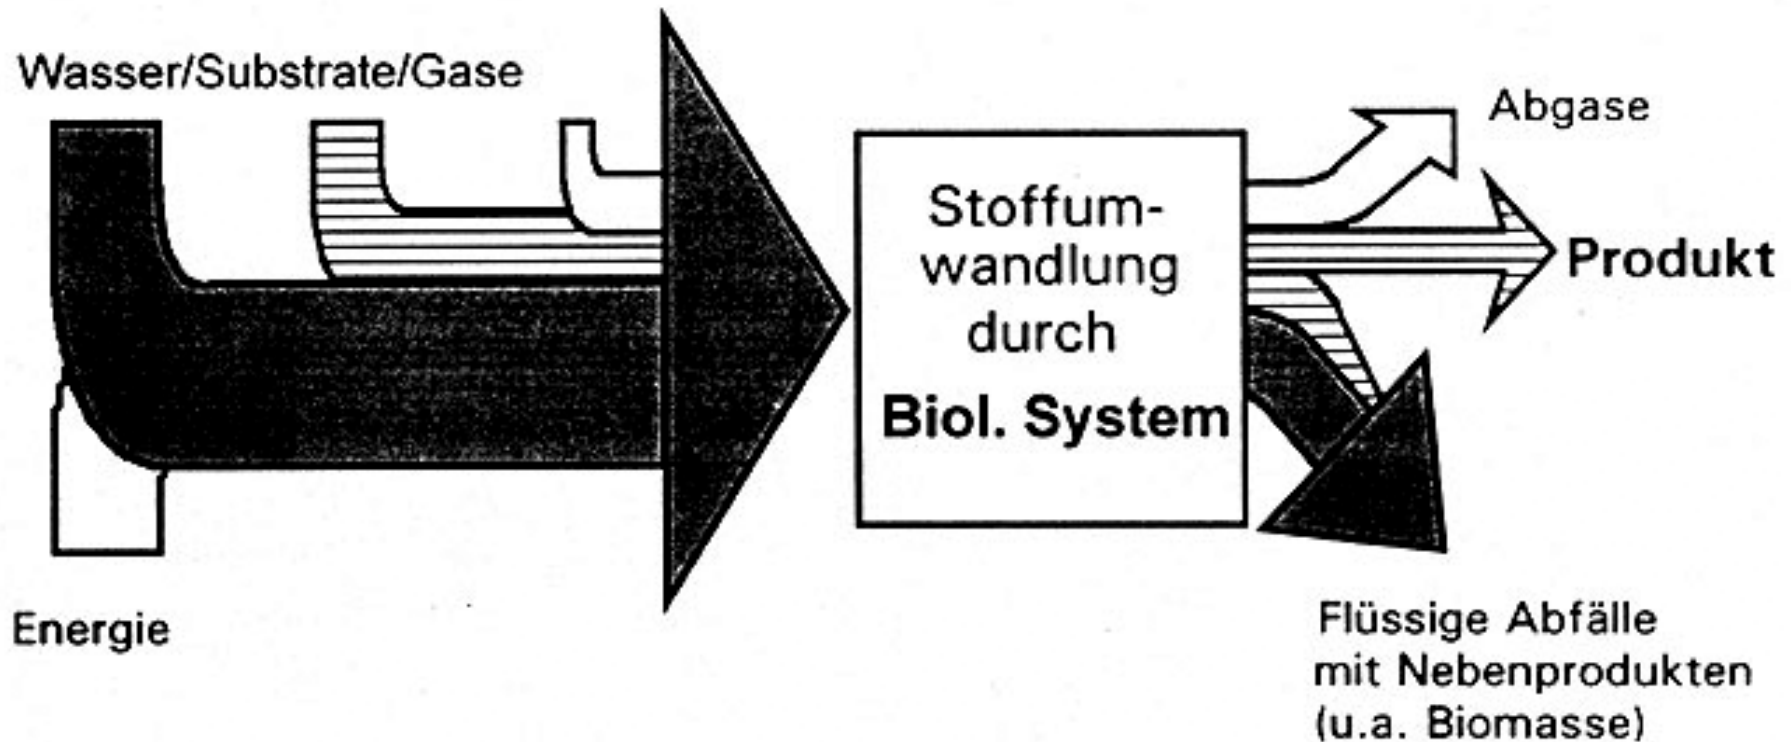 Wasser/Substrate/Gase
Abgase
Stoffum-
wandlung
durch
Biol. System
Produkt
Energie
Flüssige Abfälle
mit Nebenprodukten
(u.a. Biomasse)